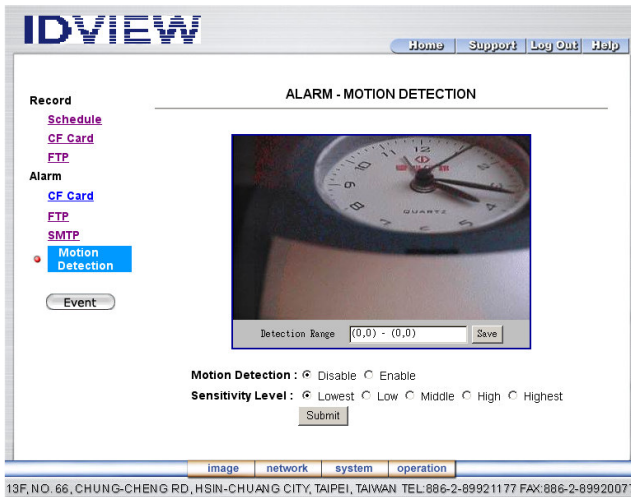 IDVIEW
Home Support Log Out Help
ALARM - MOTION DETECTION
Record
Schedule
CF Card
FTP
Alarm
CF Card
FTP
SMTP
Motion
Detection
Event
12
QUARTZ
Detection Range (0,0) - (0,0) Save
Motion Detection : Disable Enable
Sensitivity Level : Lowest Low Middle High Highest
Submit
image network system operation
13F, NO. 66, CHUNG-CHENG RD, HSIN-CHUANG CITY, TAIPEI, TAIWAN TEL:886-2-89921177 FAX:886-2-8992007